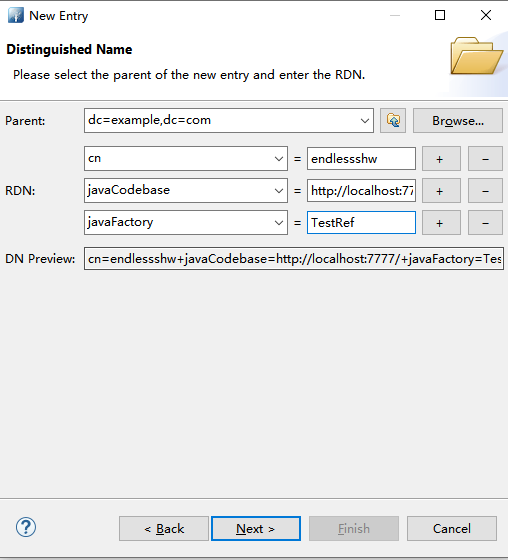 New Entry
Distinguished Name
Please select the parent of the new entry and enter the RDN.
Parent: dc=example,dc=com Browse...
cn = endlessshw + -
RDN: javaCodebase = http://localhost:77 + -
javaFactory = TestRef + -
DN Preview: cn=endlessshw+javaCodebase=http://localhost:7777/+javaFactory=Tes
? < Back Next > Finish Cancel